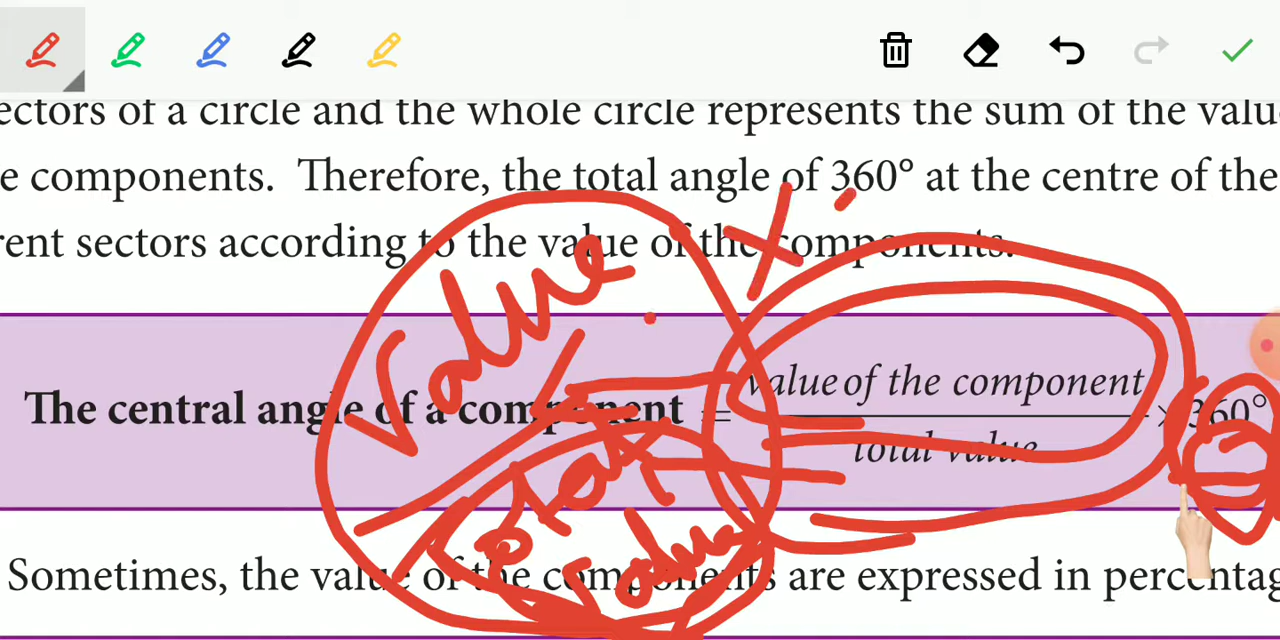 ectors of a circle and the whole circle represents the sum of the valu
e components. Therefore, the total angle of 360° at the centre of the
rent sectors according to the value of the components.
Value
The central angle of a component = value of the component / total value × 360°
Total
Value
Sometimes, the value of the components are expressed in percentag